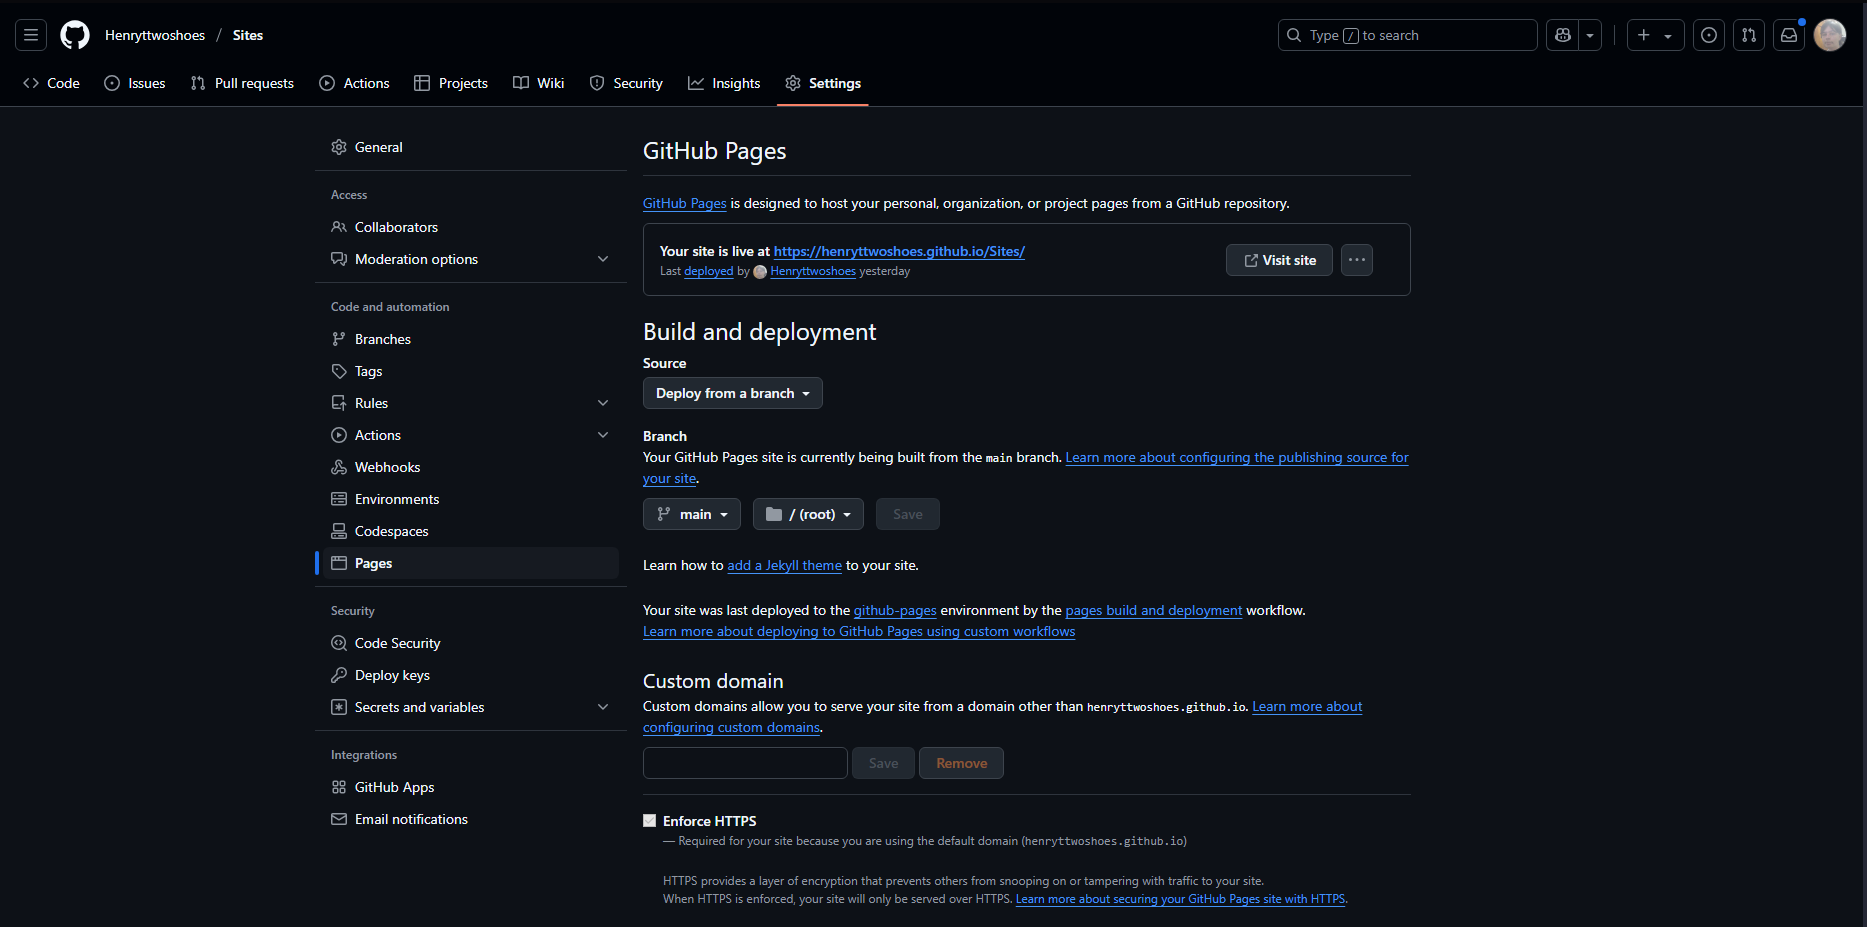 Henryttwoshoes / Sites
Type / to search
Code
Issues
Pull requests
Actions
Projects
Wiki
Security
Insights
Settings
General
Access
Collaborators
Moderation options
Code and automation
Branches
Tags
Rules
Actions
Webhooks
Environments
Codespaces
Pages
Security
Code Security
Deploy keys
Secrets and variables
Integrations
GitHub Apps
Email notifications
GitHub Pages
GitHub Pages is designed to host your personal, organization, or project pages from a GitHub repository.
Your site is live at https://henryttwoshoes.github.io/Sites/
Last deployed by Henryttwoshoes yesterday
Visit site
Build and deployment
Source
Deploy from a branch
Branch
Your GitHub Pages site is currently being built from the main branch. Learn more about configuring the publishing source for
your site.
main
/ (root)
Save
Learn how to add a Jekyll theme to your site.
Your site was last deployed to the github-pages environment by the pages build and deployment workflow.
Learn more about deploying to GitHub Pages using custom workflows
Custom domain
Custom domains allow you to serve your site from a domain other than henryttwoshoes.github.io. Learn more about
configuring custom domains.
Save
Remove
Enforce HTTPS
— Required for your site because you are using the default domain (henryttwoshoes.github.io)
HTTPS provides a layer of encryption that prevents others from snooping on or tampering with traffic to your site.
When HTTPS is enforced, your site will only be served over HTTPS. Learn more about securing your GitHub Pages site with HTTPS.